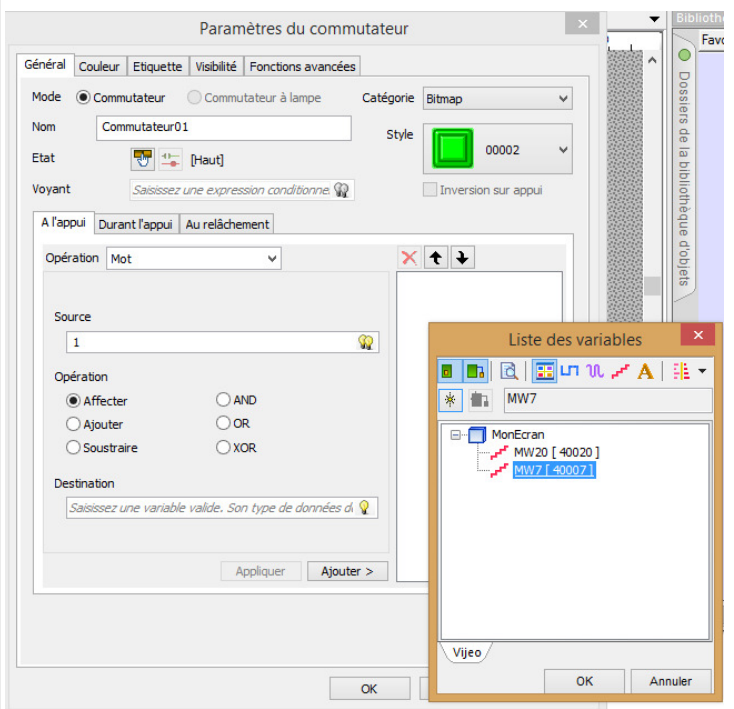 Paramètres du commutateur
Général Couleur Etiquette Visibilité Fonctions avancées
Mode Commutateur Commutateur à lampe Catégorie Bitmap
Nom Commutateur01
Style 00002
Etat [Haut]
Voyant Saisissez une expression conditionne. Inversion sur appui
A l'appui Durant l'appui Au relâchement
Opération Mot
Source
1
Opération
Affecter AND
Ajouter OR
Soustraire XOR
Destination
Saisissez une variable valide. Son type de données d
Appliquer Ajouter >
OK
Liste des variables
A
MW7
MonEcran
MW20 [ 40020 ]
MW7 [ 40007 ]
Vijeo
OK Annuler
Biblioth
Favo
Dossiers de la bibliothèque d'objets